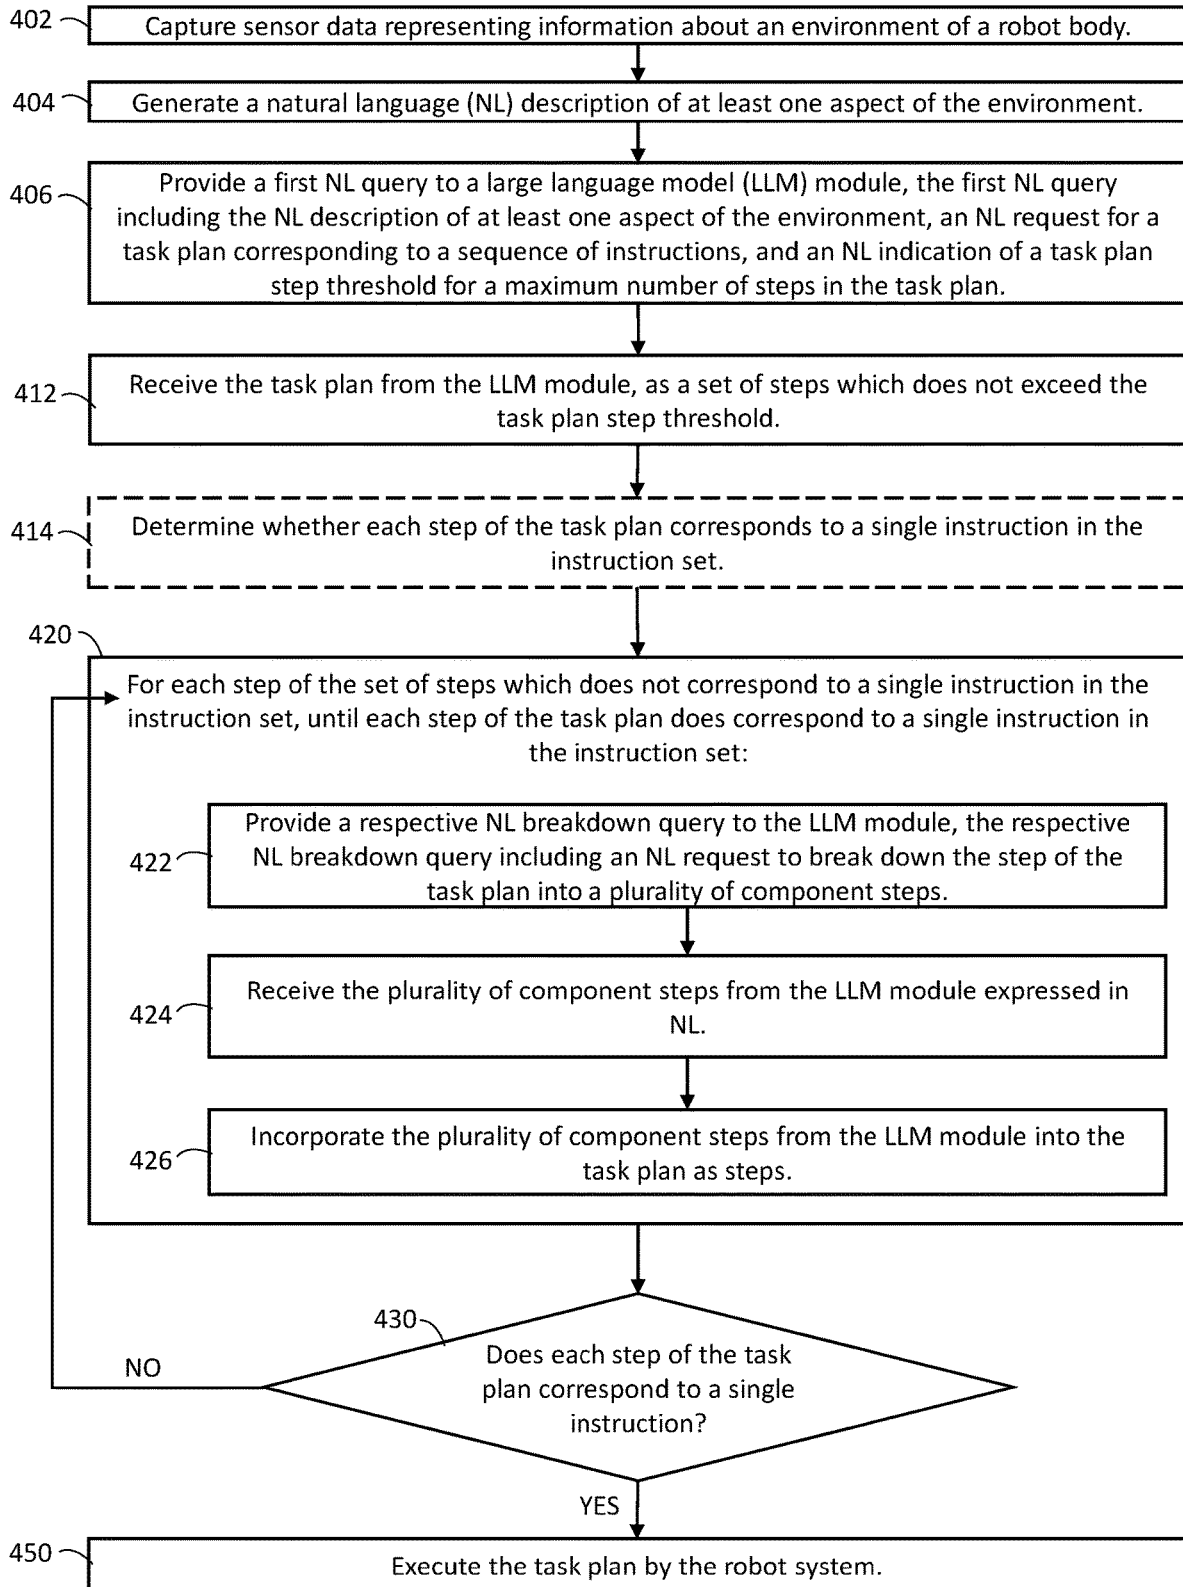 402
Capture sensor data representing information about an environment of a robot body.
404
Generate a natural language (NL) description of at least one aspect of the environment.
406
Provide a first NL query to a large language model (LLM) module, the first NL query
including the NL description of at least one aspect of the environment, an NL request for a
task plan corresponding to a sequence of instructions, and an NL indication of a task plan
step threshold for a maximum number of steps in the task plan.
412
Receive the task plan from the LLM module, as a set of steps which does not exceed the
task plan step threshold.
414
Determine whether each step of the task plan corresponds to a single instruction in the
instruction set.
420
For each step of the set of steps which does not correspond to a single instruction in the
instruction set, until each step of the task plan does correspond to a single instruction in
the instruction set:
422
Provide a respective NL breakdown query to the LLM module, the respective
NL breakdown query including an NL request to break down the step of the
task plan into a plurality of component steps.
424
Receive the plurality of component steps from the LLM module expressed in
NL.
426
Incorporate the plurality of component steps from the LLM module into the
task plan as steps.
430
Does each step of the task
plan correspond to a single
instruction?
NO
YES
450
Execute the task plan by the robot system.